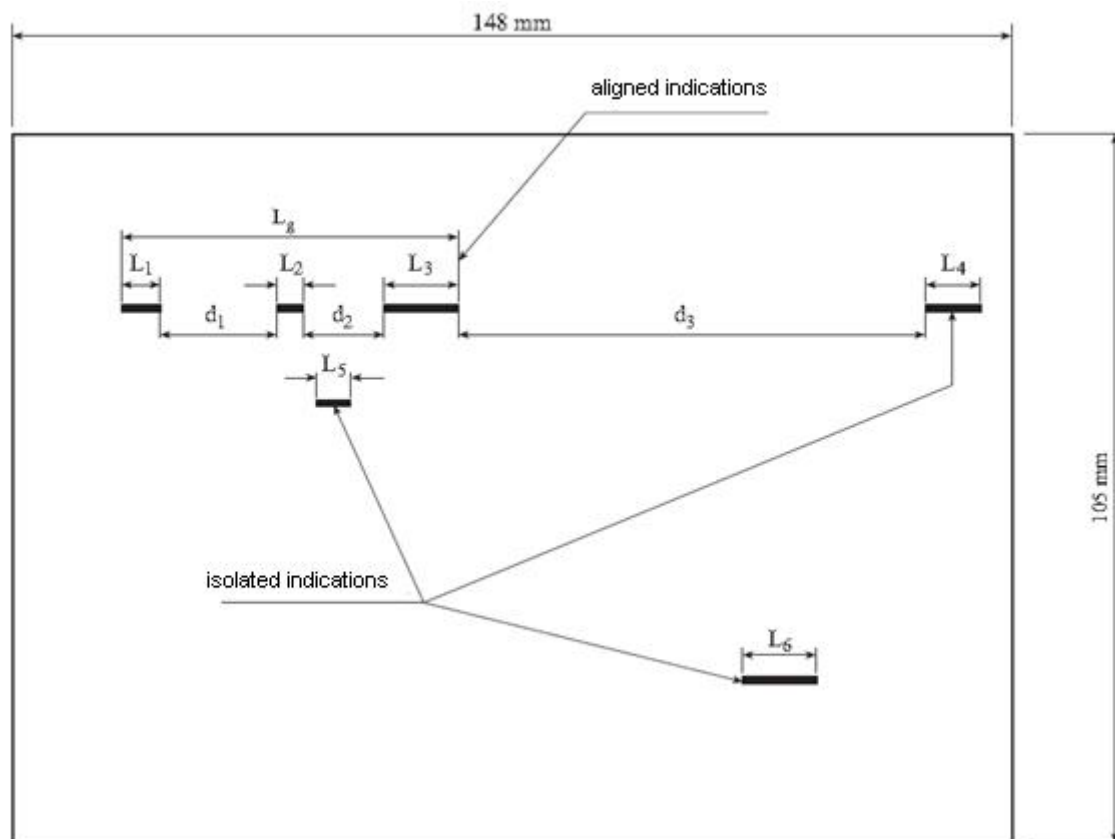 148 mm
aligned indications
Lg
L1 L2 L3 L4
d1 d2 d3
L5
105 mm
isolated indications
L6